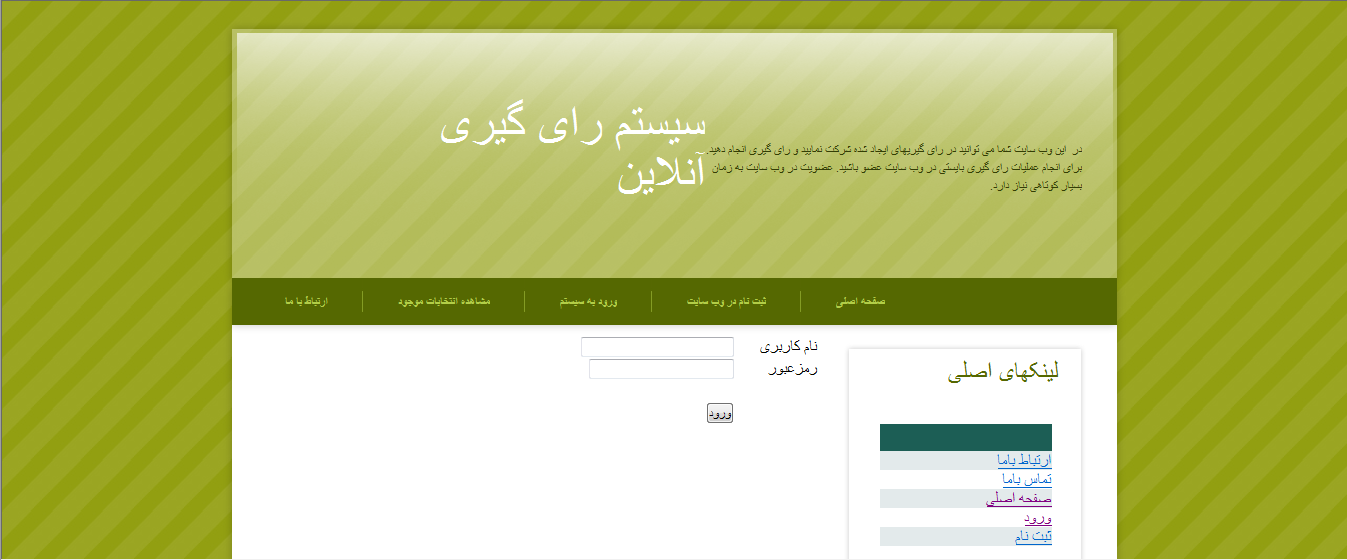 سیستم رای گیری
آنلاین
در این وب سایت شما می توانید در رای گیریهای ایجاد شده شرکت نمایید و رای گیری انجام دهید.
برای انجام عملیات رای گیری بایستی در وب سایت عضو باشید. عضویت در وب سایت به زمان
بسیار کوتاهی نیاز دارد.
صفحه اصلی
ثبت نام در وب سایت
ورود به سیستم
مشاهده انتخابات موجود
ارتباط با ما
لینکهای اصلی
ارتباط باما
تماس باما
صفحه اصلی
ورود
ثبت نام
نام کاربری
رمزعبور
ورود